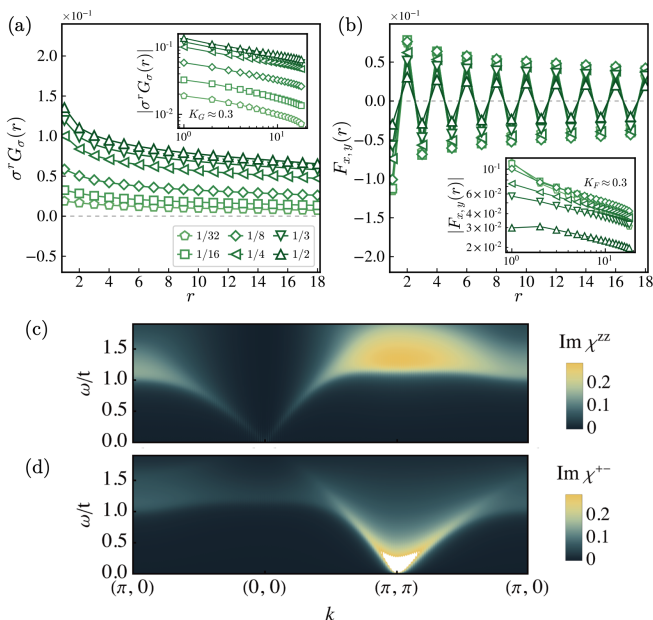 (a)
×10⁻¹
2.0
1.5
1.0
0.5
0.0
−0.5
σʳG_σ(r)
2 4 6 8 10 12 14 16 18
r
10⁻¹
10⁻²
|σʳG_σ(r)|
K_G≈0.3
10⁰ 10¹
1/32 1/8 1/3
1/16 1/4 1/2
(b)
×10⁻¹
0.5
0.0
−0.5
−1.0
−1.5
−2.0
F_{x,y}(r)
2 4 6 8 10 12 14 16 18
r
10⁻¹
6×10⁻²
4×10⁻²
3×10⁻²
2×10⁻²
|F_{x,y}(r)|
K_F≈0.3
10⁰ 10¹
(c)
1.5
1.0
0.5
0.0
ω/t
Im χᶻᶻ
0.2
0.1
0
(d)
1.5
1.0
0.5
0.0
ω/t
Im χ⁺⁻
0.2
0.1
0
(π, 0) (0, 0) (π, π) (π, 0)
k